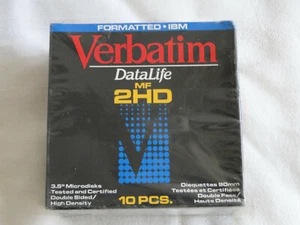 FORMATTED • IBM
Verbatim
DataLife
MF
2HD
3.5" Microdisks
Tested and Certified
Double Sided/
High Density
Disquettes 90mm
Testées et Certifiées
Double Face/
Haute Densité
10 PCS.